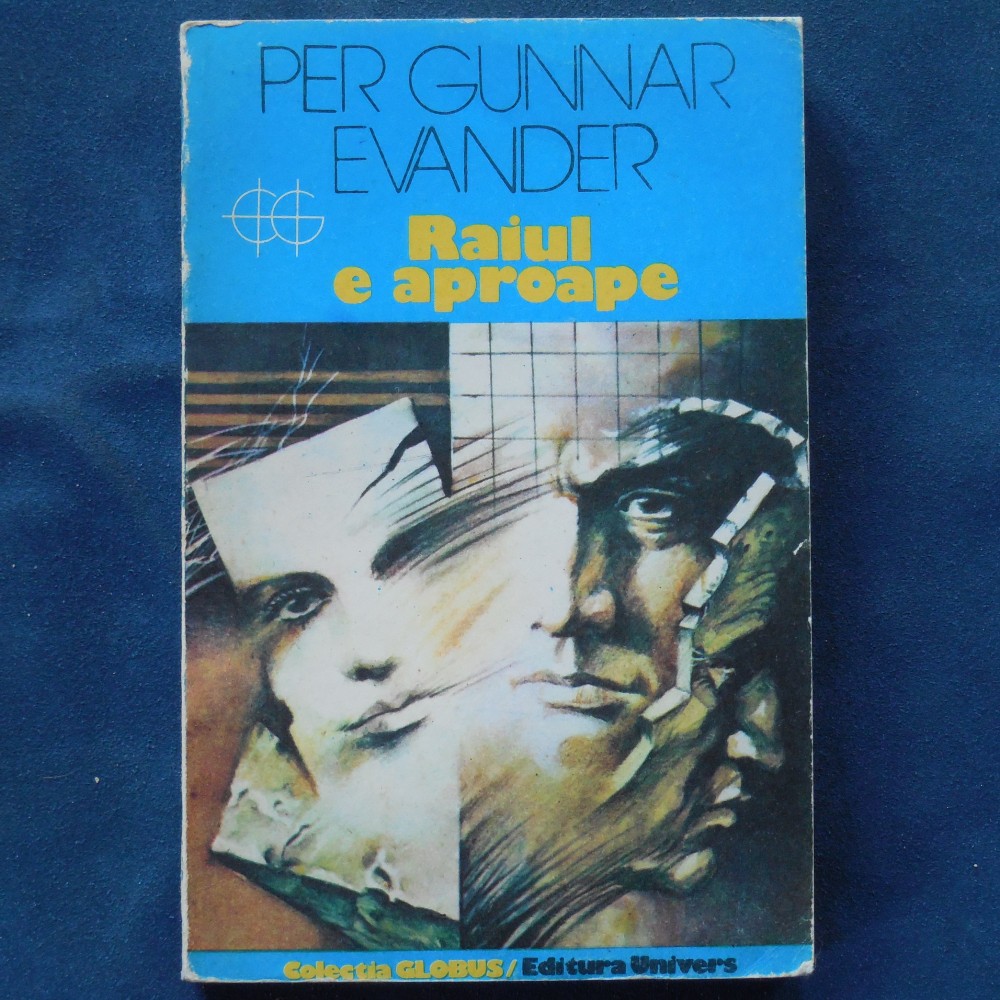 PER GUNNAR
EVANDER
Raiul
e aproape
Colecția GLOBUS / Editura Univers